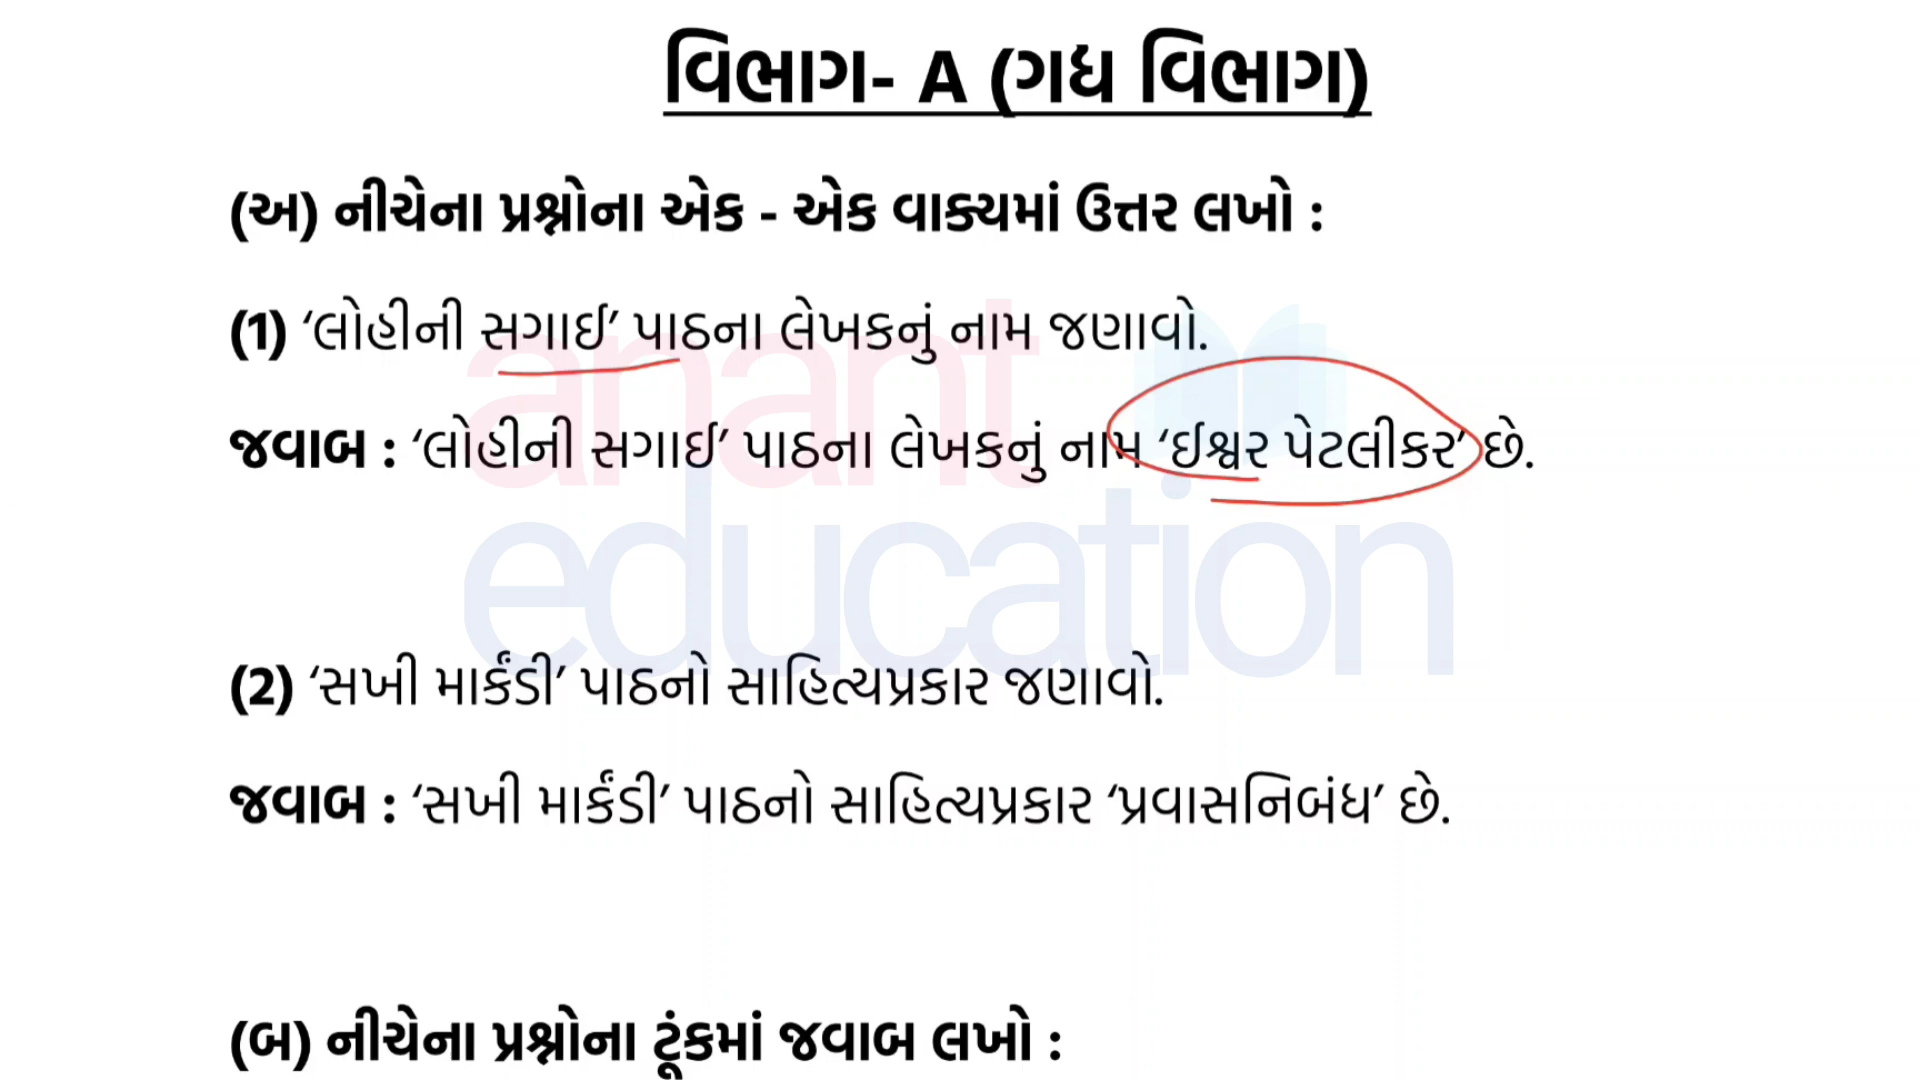 વિભાગ- A (ગદ્ય વિભાગ)
(અ) નીચેના પ્રશ્નોના એક - એક વાક્યમાં ઉત્તર લખો :
(1) ‘લોહીની સગાઈ’ પાઠના લેખકનું નામ જણાવો.
જવાબ : ‘લોહીની સગાઈ’ પાઠના લેખકનું નામ ‘ઈશ્વર પેટલીકર’ છે.
anant
education
(2) ‘સખી માર્કંડી’ પાઠનો સાહિત્યપ્રકાર જણાવો.
જવાબ : ‘સખી માર્કંડી’ પાઠનો સાહિત્યપ્રકાર ‘પ્રવાસનિબંધ’ છે.
(બ) નીચેના પ્રશ્નોના ટૂંકમાં જવાબ લખો :